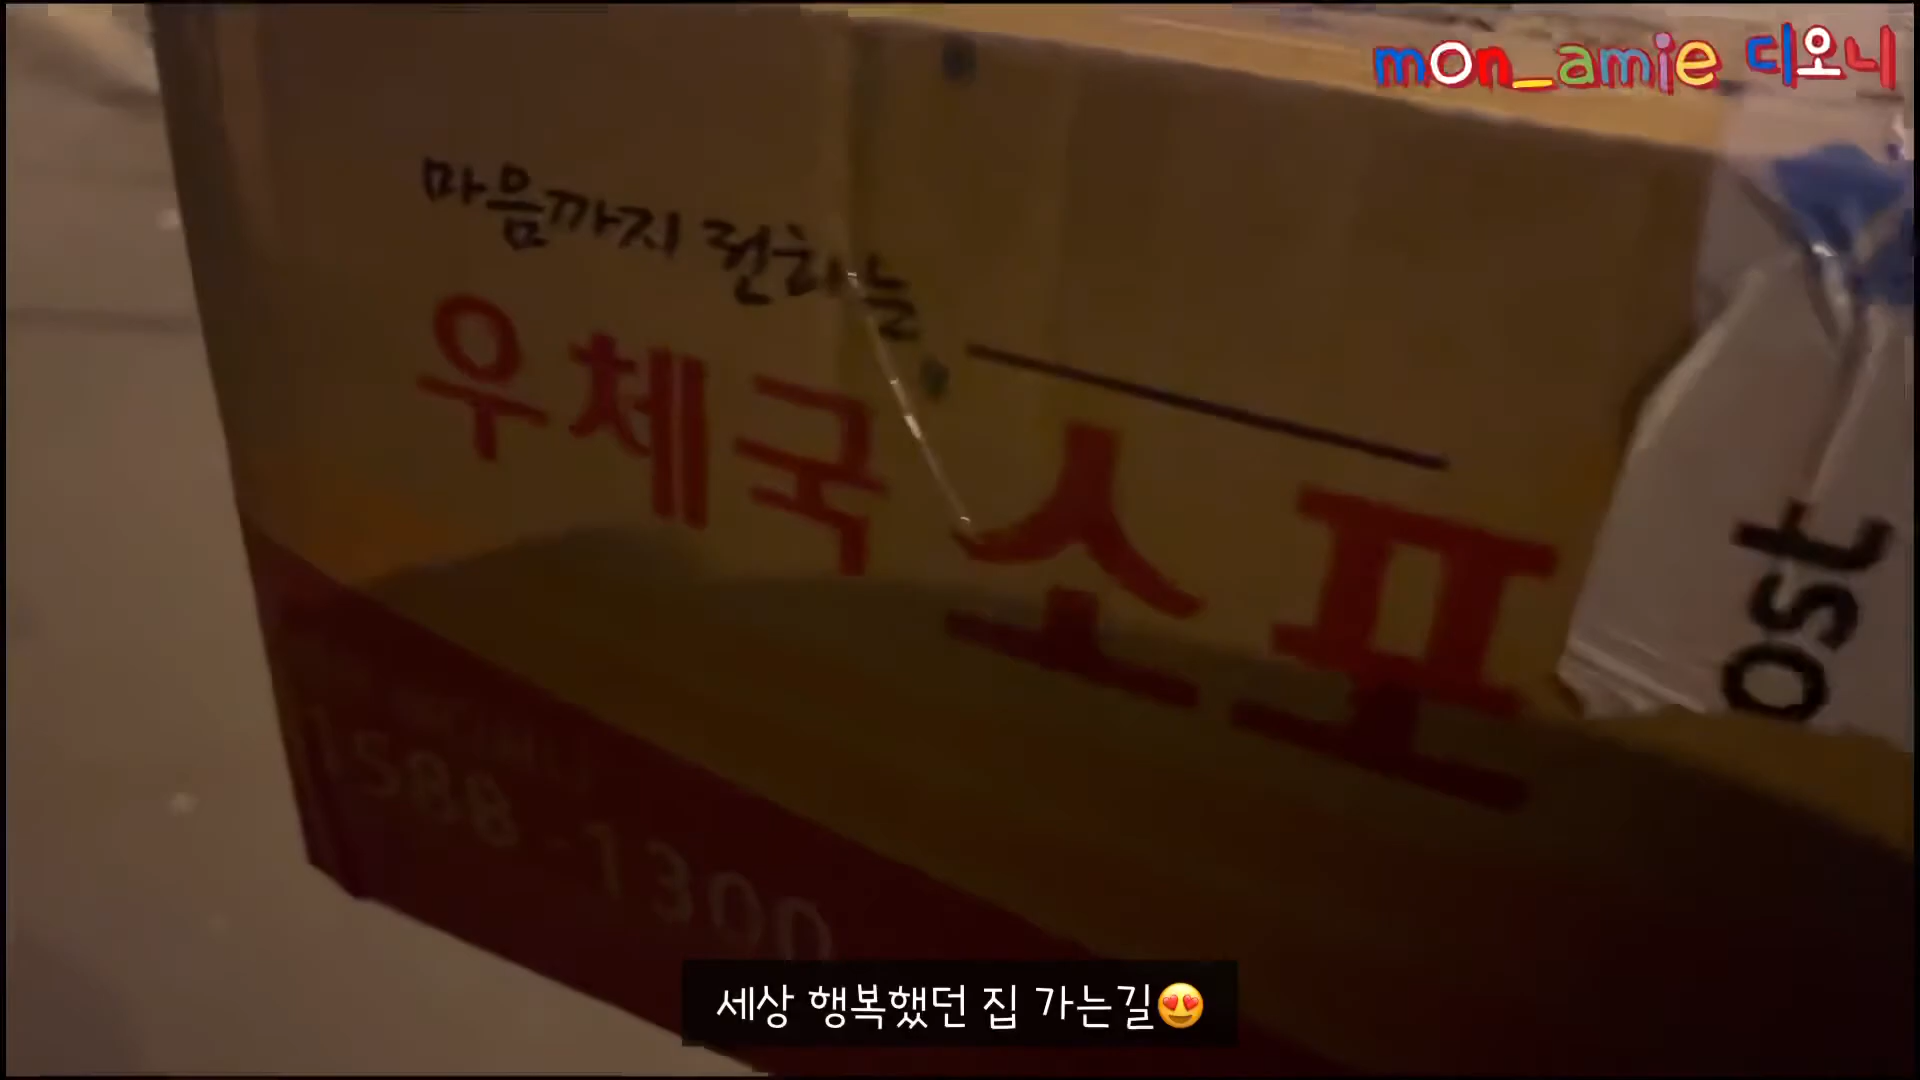 mon_amie 디오니
마음까지 전하는
우체국 소포
ost
1588-1300
세상 행복했던 집 가는길😍